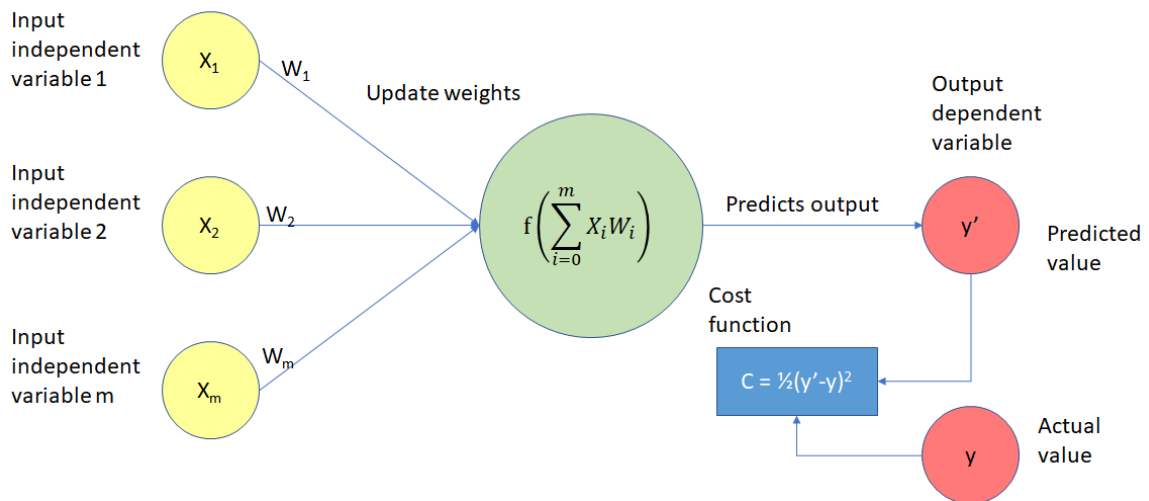 Input
independent
variable 1
X₁
W₁
Update weights
Input
independent
variable 2
X₂
W₂
Input
independent
variable m
Xₘ
Wₘ
f(∑_{i=0}^{m} XᵢWᵢ)
Predicts output
Output
dependent
variable
y’
Predicted
value
Cost
function
C = ½(y’-y)²
y
Actual
value